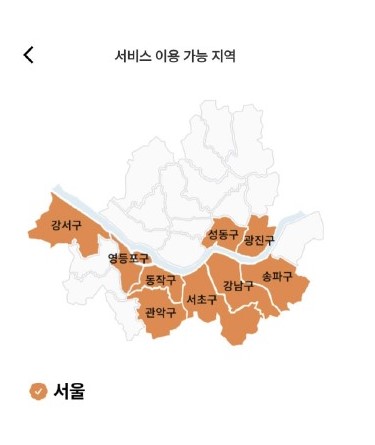 서비스 이용 가능 지역
강서구
성동구
광진구
영등포구
동작구
송파구
강남구
서초구
관악구
서울